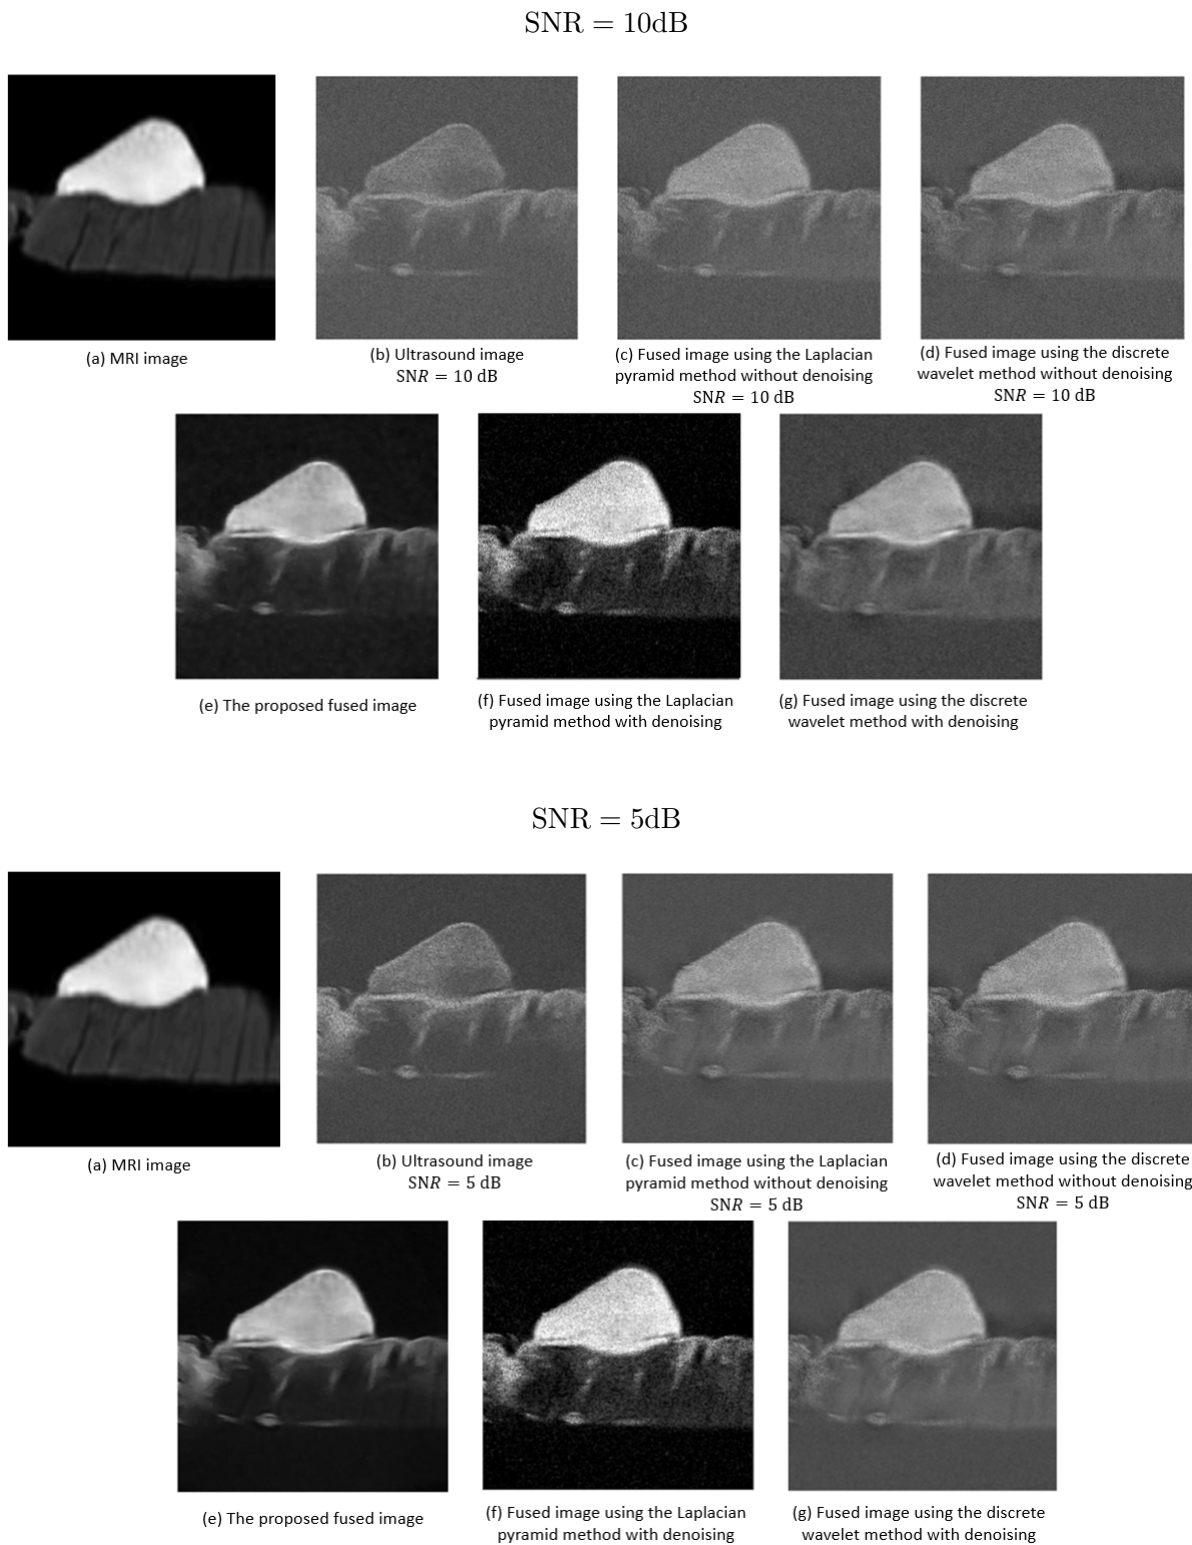 SNR = 10dB
(a) MRI image
(b) Ultrasound image
SNR = 10 dB
(c) Fused image using the Laplacian
pyramid method without denoising
SNR = 10 dB
(d) Fused image using the discrete
wavelet method without denoising
SNR = 10 dB
(e) The proposed fused image
(f) Fused image using the Laplacian
pyramid method with denoising
(g) Fused image using the discrete
wavelet method with denoising
SNR = 5dB
(a) MRI image
(b) Ultrasound image
SNR = 5 dB
(c) Fused image using the Laplacian
pyramid method without denoising
SNR = 5 dB
(d) Fused image using the discrete
wavelet method without denoising
SNR = 5 dB
(e) The proposed fused image
(f) Fused image using the Laplacian
pyramid method with denoising
(g) Fused image using the discrete
wavelet method with denoising